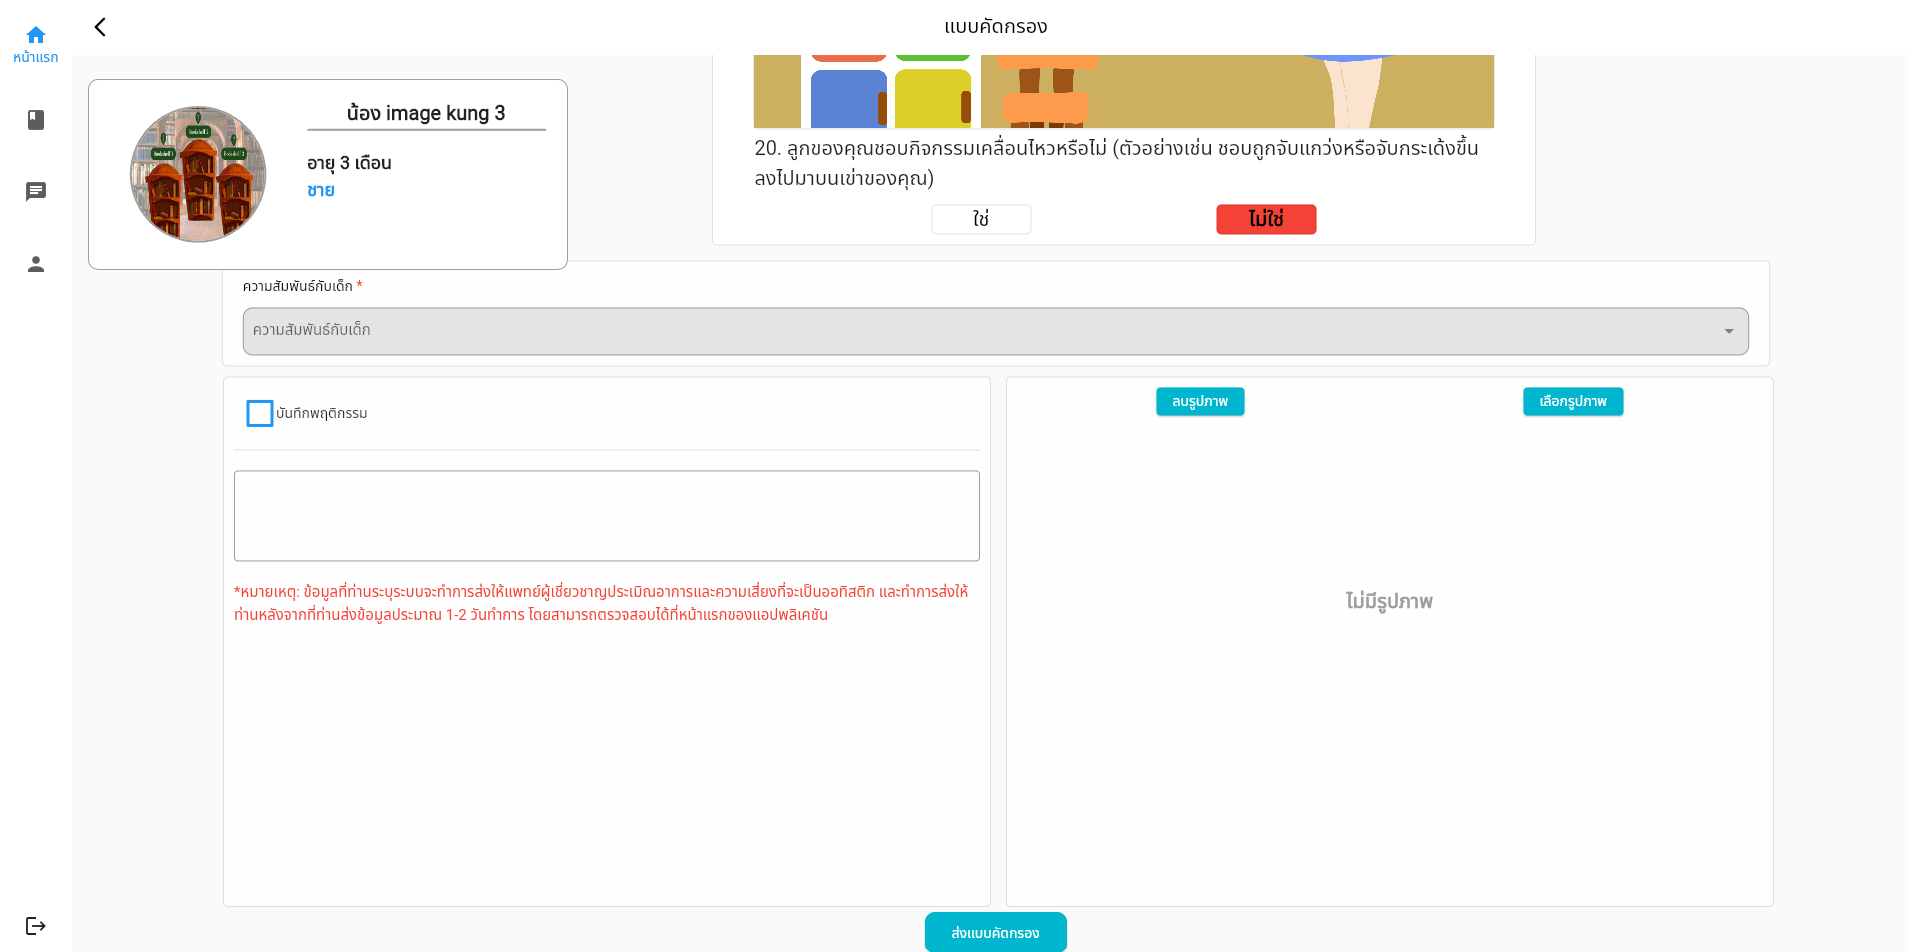 แบบคัดกรอง
หน้าแรก
น้อง image kung 3
อายุ 3 เดือน
ชาย
20. ลูกของคุณชอบกิจกรรมเคลื่อนไหวหรือไม่ (ตัวอย่างเช่น ชอบถูกจับแกว่งหรือจับกระเด้งขึ้น
ลงไปมาบนเข่าของคุณ)
ใช่
ไม่ใช่
ความสัมพันธ์กับเด็ก *
ความสัมพันธ์กับเด็ก
บันทึกพฤติกรรม
*หมายเหตุ: ข้อมูลที่ท่านระบุระบบจะทำการส่งให้แพทย์ผู้เชี่ยวชาญประเมิณอาการและความเสี่ยงที่จะเป็นออทิสติก และทำการส่งให้
ท่านหลังจากที่ท่านส่งข้อมูลประมาณ 1-2 วันทำการ โดยสามารถตรวจสอบได้ที่หน้าแรกของแอปพลิเคชัน
ลบรูปภาพ
เลือกรูปภาพ
ไม่มีรูปภาพ
ส่งแบบคัดกรอง